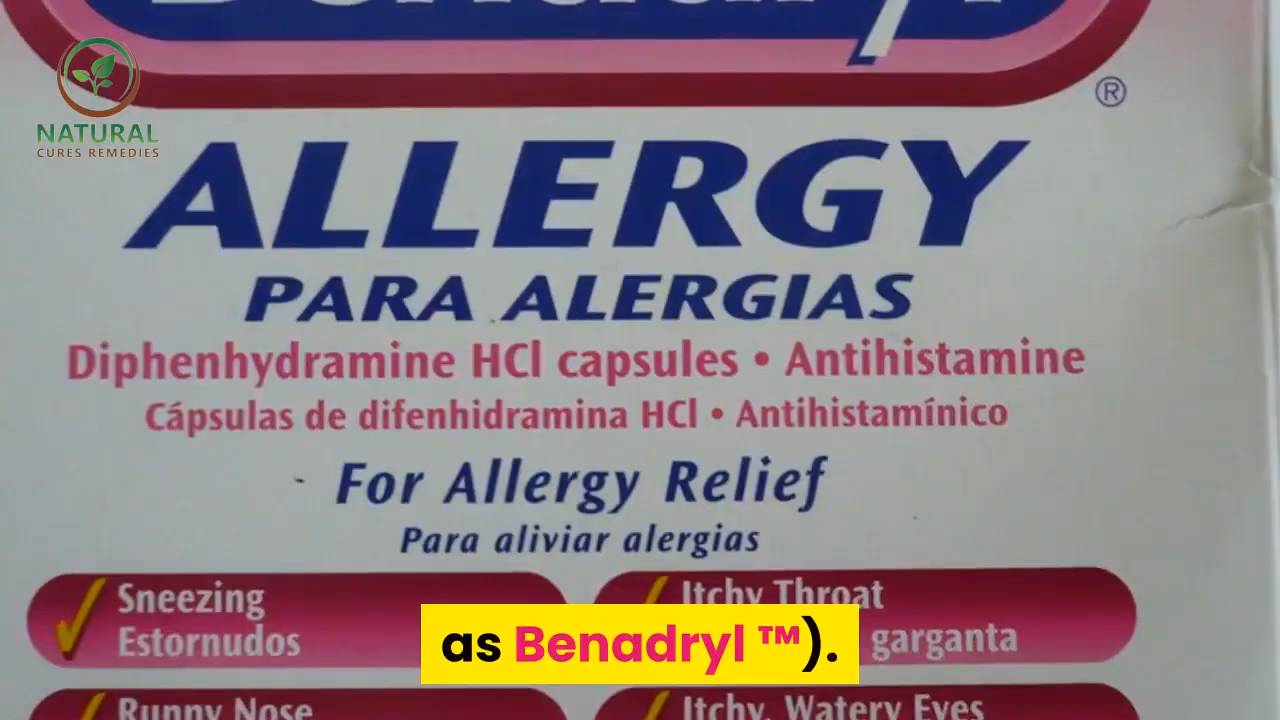 Benadryl
®
NATURAL
CURES REMEDIES
ALLERGY
PARA ALERGIAS
Diphenhydramine HCl capsules • Antihistamine
Cápsulas de difenhidramina HCl • Antihistamínico
For Allergy Relief
Para aliviar alergias
Sneezing
Estornudos
Itchy Throat
garganta
as Benadryl ™).
Runny Nose
Itchy, Watery Eyes